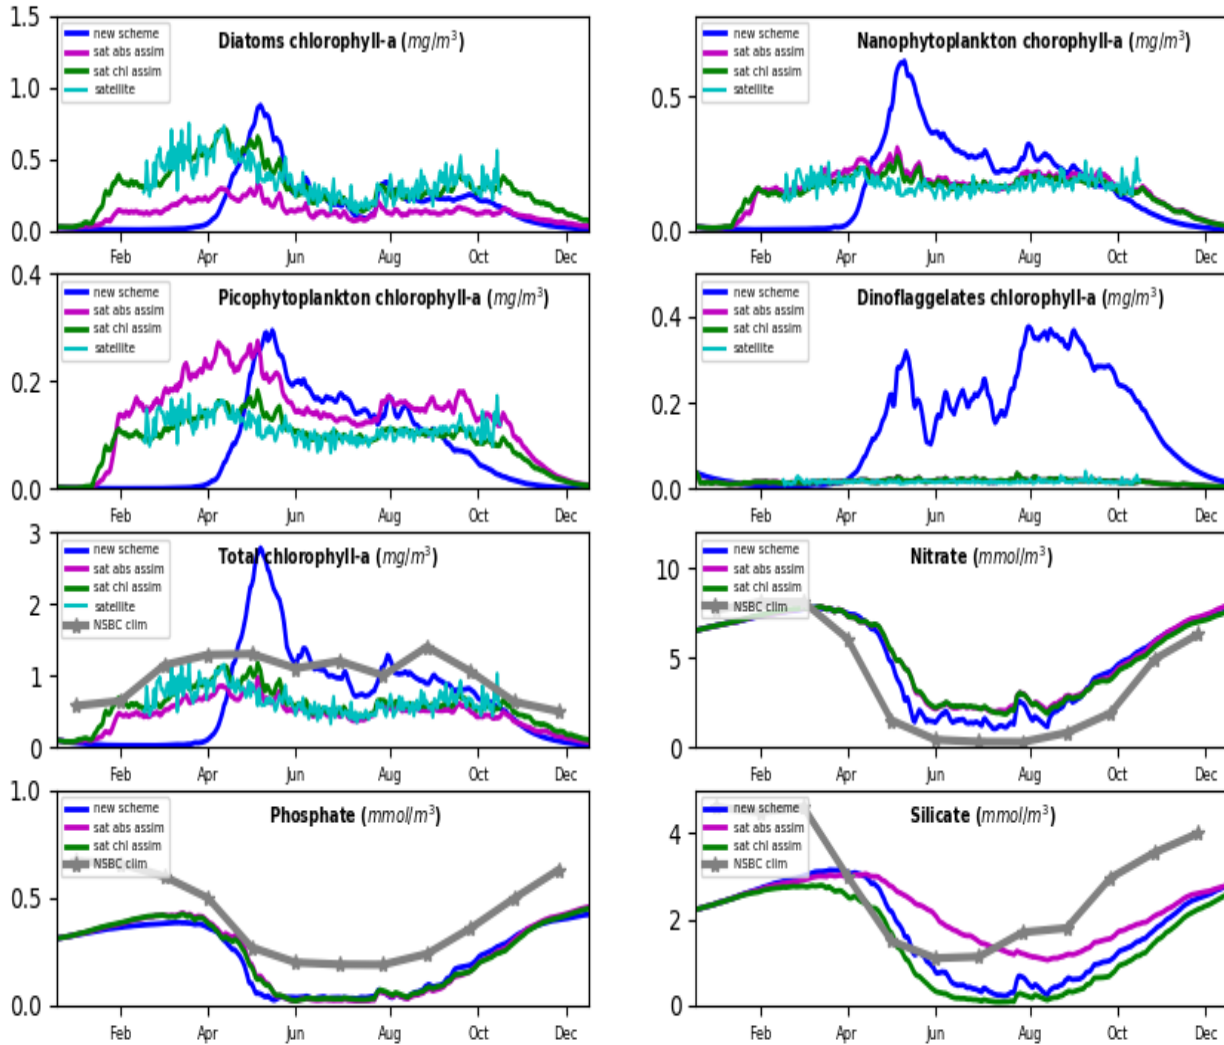 Diatoms chlorophyll-a (mg/m³)
1.5
1.0
0.5
0.0
new scheme
sat abs assim
sat chl assim
satellite
Feb Apr Jun Aug Oct Dec
Nanophytoplankton chorophyll-a (mg/m³)
0.5
0.0
new scheme
sat abs assim
sat chl assim
satellite
Feb Apr Jun Aug Oct Dec
Picophytoplankton chlorophyll-a (mg/m³)
0.4
0.2
0.0
new scheme
sat abs assim
sat chl assim
satellite
Feb Apr Jun Aug Oct Dec
Dinoflaggelates chlorophyll-a (mg/m³)
0.4
0.2
0.0
new scheme
sat abs assim
sat chl assim
satellite
Feb Apr Jun Aug Oct Dec
Total chlorophyll-a (mg/m³)
3
2
1
0
new scheme
sat abs assim
sat chl assim
satellite
NSBC clim
Feb Apr Jun Aug Oct Dec
Nitrate (mmol/m³)
10
5
0
new scheme
sat abs assim
sat chl assim
NSBC clim
Feb Apr Jun Aug Oct Dec
Phosphate (mmol/m³)
1.0
0.5
0.0
new scheme
sat abs assim
sat chl assim
NSBC clim
Feb Apr Jun Aug Oct Dec
Silicate (mmol/m³)
4
2
0
new scheme
sat abs assim
sat chl assim
NSBC clim
Feb Apr Jun Aug Oct Dec